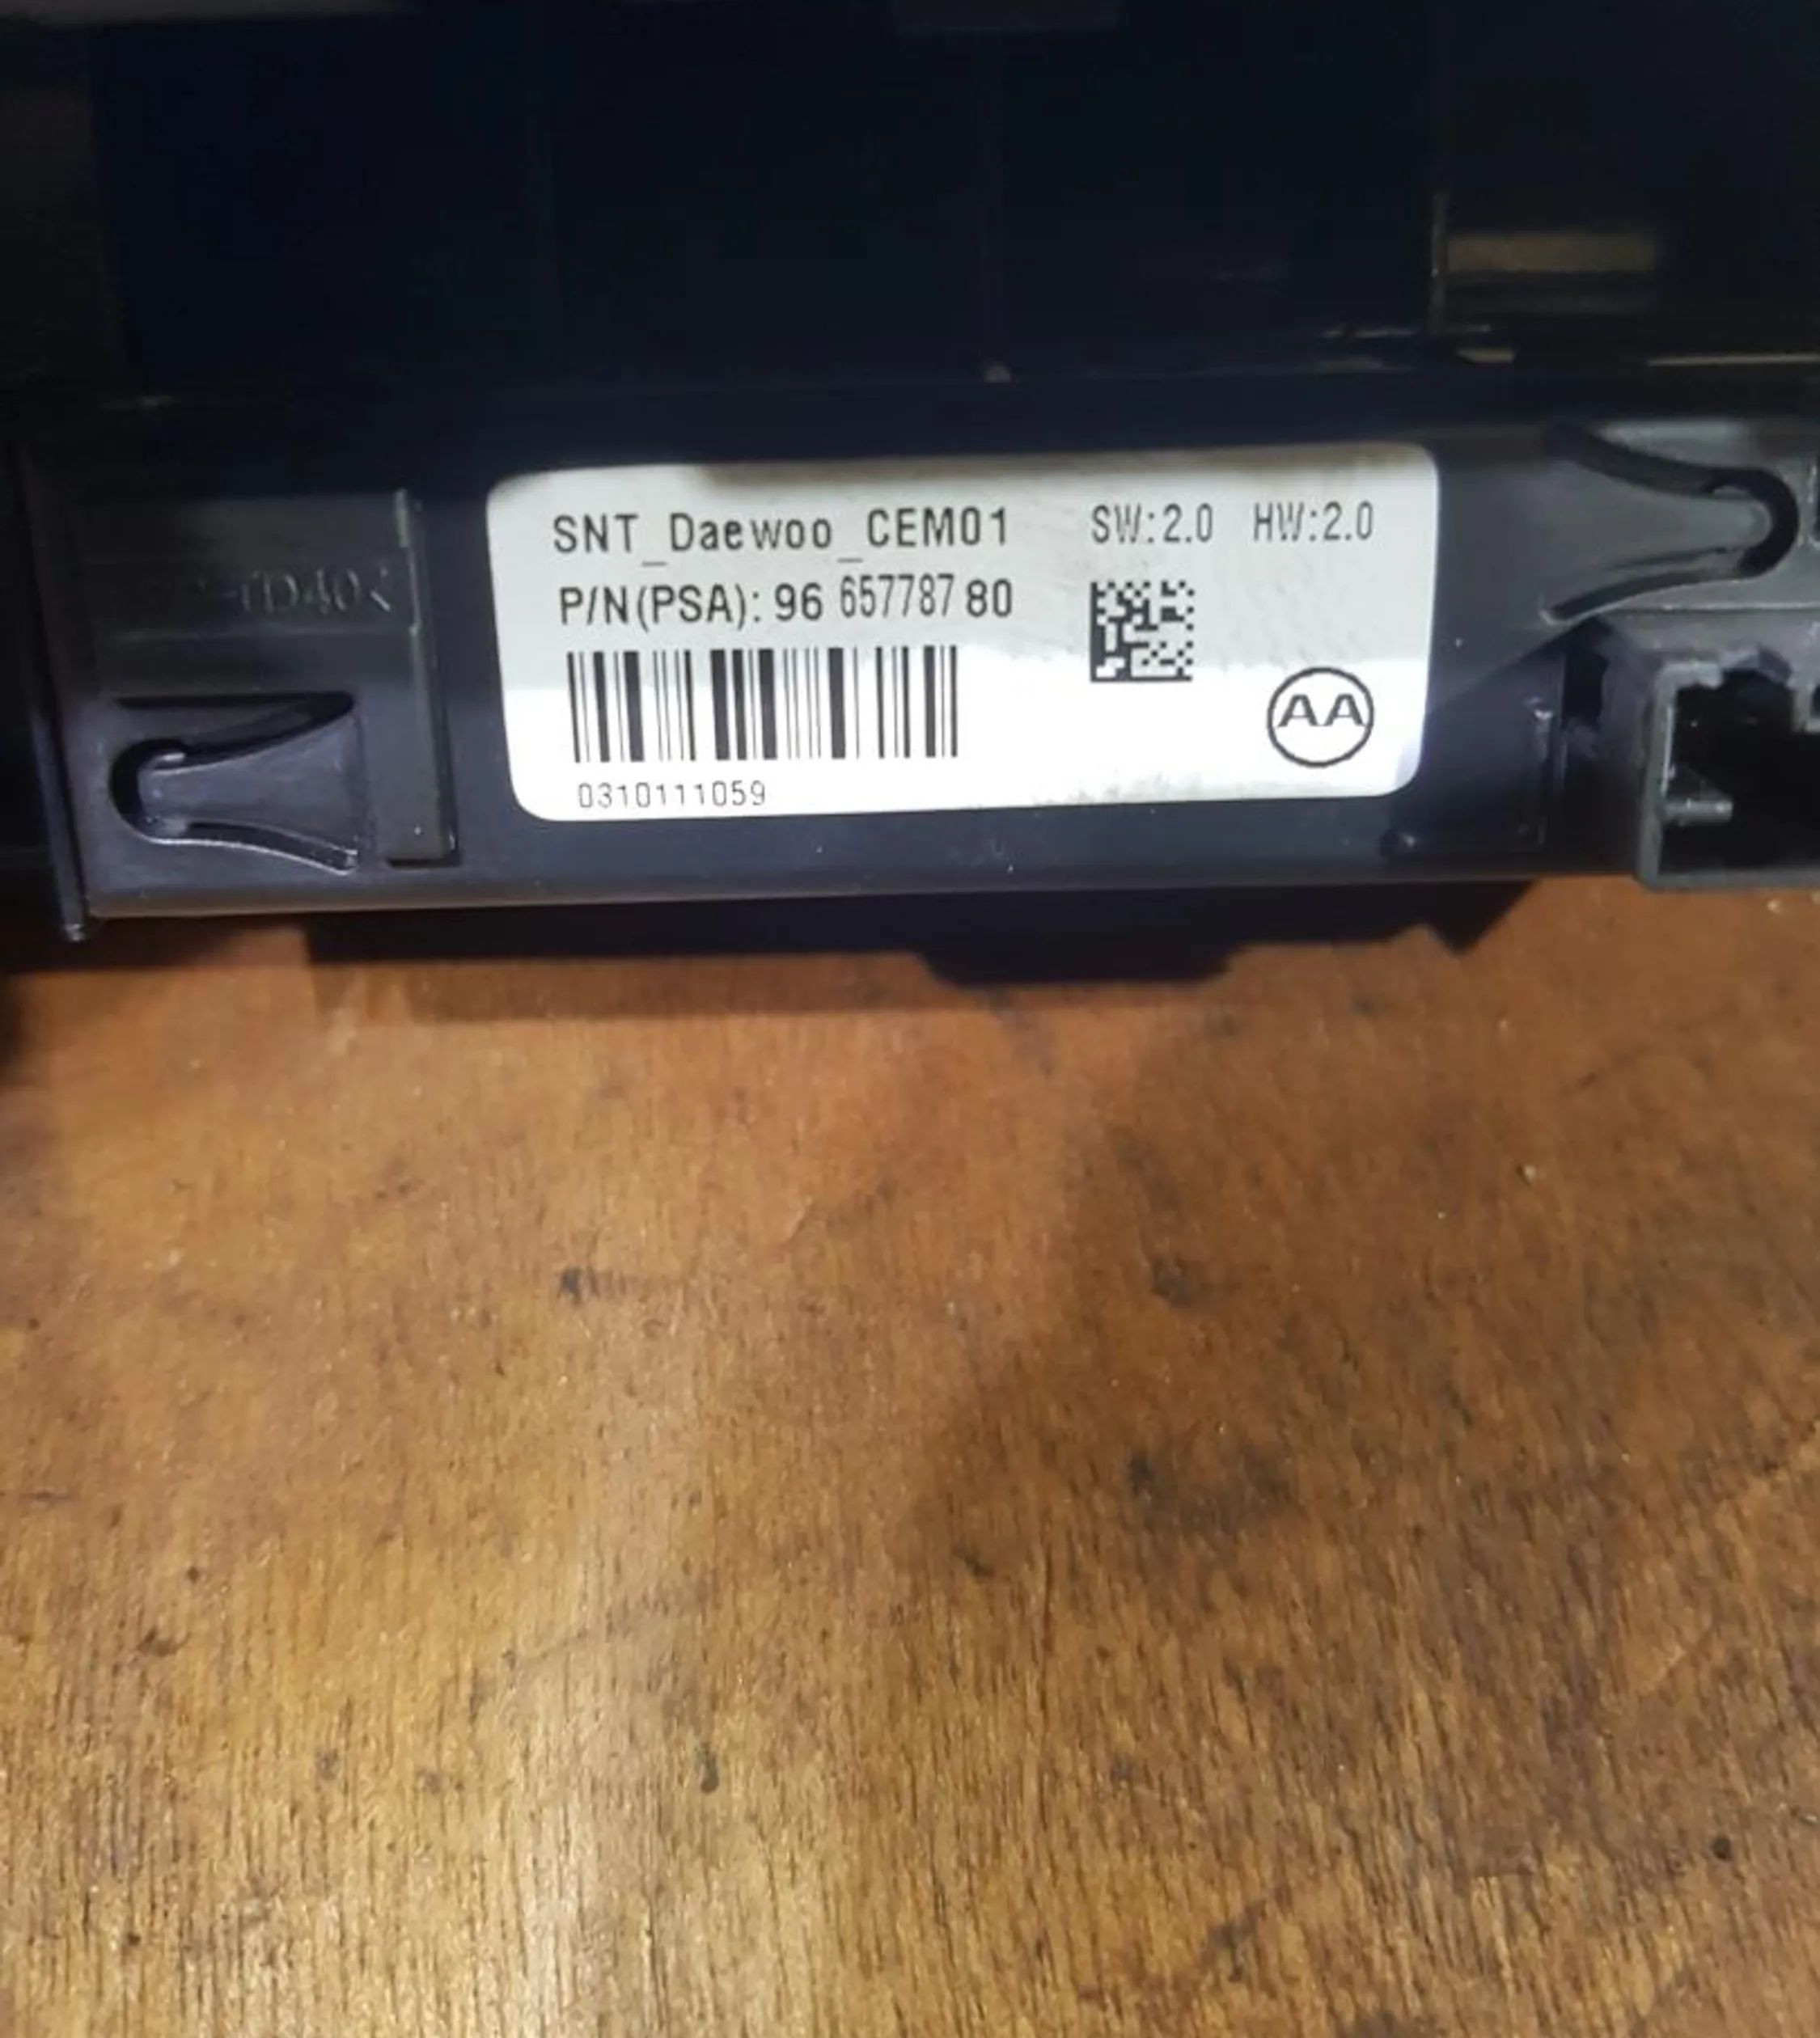 SNT_Daewoo_CEM01 SW:2.0 HW:2.0
P/N(PSA): 96 657787 80
AA
0310111059